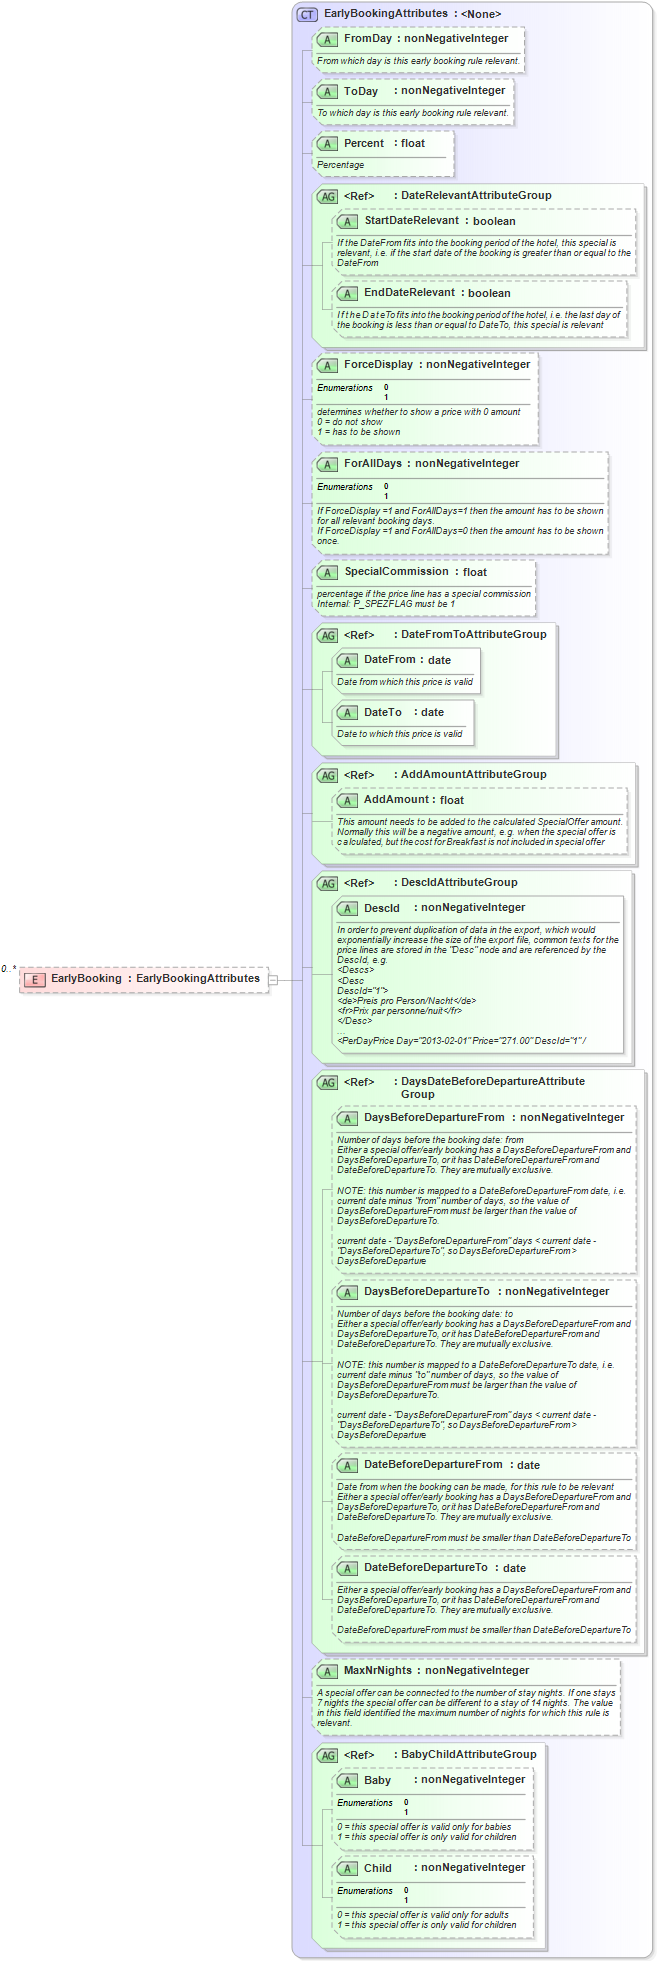 CT EarlyBookingAttributes : <None>
A FromDay : nonNegativeInteger
From which day is this early booking rule relevant.
A ToDay : nonNegativeInteger
To which day is this early booking rule relevant.
A Percent : float
Percentage
AG <Ref> : DateRelevantAttributeGroup
A StartDateRelevant : boolean
If the DateFrom fits into the booking period of the hotel, this special is
relevant, i.e. if the start date of the booking is greater than or equal to the
DateFrom
A EndDateRelevant : boolean
If the DateTo fits into the booking period of the hotel, i.e. the last day of
the booking is less than or equal to DateTo, this special is relevant
A ForceDisplay : nonNegativeInteger
Enumerations 0
1
determines whether to show a price with 0 amount
0 = do not show
1 = has to be shown
A ForAllDays : nonNegativeInteger
Enumerations 0
1
If ForceDisplay =1 and ForAllDays=1 then the amount has to be shown
for all relevant booking days.
If ForceDisplay =1 and ForAllDays=0 then the amount has to be shown
once.
A SpecialCommission : float
percentage if the price line has a special commission
Internal: P_SPEZFLAG must be 1
AG <Ref> : DateFromToAttributeGroup
A DateFrom : date
Date from which this price is valid
A DateTo : date
Date to which this price is valid
AG <Ref> : AddAmountAttributeGroup
A AddAmount : float
This amount needs to be added to the calculated SpecialOffer amount.
Normally this will be a negative amount, e.g. when the special offer is
calculated, but the cost for Breakfast is not included in special offer
AG <Ref> : DescIdAttributeGroup
A DescId : nonNegativeInteger
In order to prevent duplication of data in the export, which would
exponentially increase the size of the export file, common texts for the
price lines are stored in the "Desc" node and are referenced by the
DescId, e.g.
<Descs>
<Desc
DescId="1">
<de>Preis pro Person/Nacht</de>
<fr>Prix par personne/nuit</fr>
</Desc>
...
<PerDayPrice Day="2013-02-01" Price="271.00" DescId="1" /
0..*
E EarlyBooking : EarlyBookingAttributes
AG <Ref> : DaysDateBeforeDepartureAttribute
Group
A DaysBeforeDepartureFrom : nonNegativeInteger
Number of days before the booking date: from
Either a special offer/early booking has a DaysBeforeDepartureFrom and
DaysBeforeDepartureTo, or it has DateBeforeDepartureFrom and
DateBeforeDepartureTo. They are mutually exclusive.
NOTE: this number is mapped to a DateBeforeDepartureFrom date, i.e.
current date minus "from" number of days, so the value of
DaysBeforeDepartureFrom must be larger than the value of
DaysBeforeDepartureTo.
current date - "DaysBeforeDepartureFrom" days < current date -
"DaysBeforeDepartureTo", so DaysBeforeDepartureFrom >
DaysBeforeDeparture
A DaysBeforeDepartureTo : nonNegativeInteger
Number of days before the booking date: to
Either a special offer/early booking has a DaysBeforeDepartureFrom and
DaysBeforeDepartureTo, or it has DateBeforeDepartureFrom and
DateBeforeDepartureTo. They are mutually exclusive.
NOTE: this number is mapped to a DateBeforeDepartureTo date, i.e.
current date minus "to" number of days, so the value of
DaysBeforeDepartureFrom must be larger than the value of
DaysBeforeDepartureTo.
current date - "DaysBeforeDepartureFrom" days < current date -
"DaysBeforeDepartureTo", so DaysBeforeDepartureFrom >
DaysBeforeDeparture
A DateBeforeDepartureFrom : date
Date from when the booking can be made, for this rule to be relevant
Either a special offer/early booking has a DaysBeforeDepartureFrom and
DaysBeforeDepartureTo, or it has DateBeforeDepartureFrom and
DateBeforeDepartureTo. They are mutually exclusive.
DateBeforeDepartureFrom must be smaller than DateBeforeDepartureTo
A DateBeforeDepartureTo : date
Either a special offer/early booking has a DaysBeforeDepartureFrom and
DaysBeforeDepartureTo, or it has DateBeforeDepartureFrom and
DateBeforeDepartureTo. They are mutually exclusive.
DateBeforeDepartureFrom must be smaller than DateBeforeDepartureTo
A MaxNrNights : nonNegativeInteger
A special offer can be connected to the number of stay nights. If one stays
7 nights the special offer can be different to a stay of 14 nights. The value
in this field identified the maximum number of nights for which this rule is
relevant.
AG <Ref> : BabyChildAttributeGroup
A Baby : nonNegativeInteger
Enumerations 0
1
0 = this special offer is valid only for babies
1 = this special offer is only valid for children
A Child : nonNegativeInteger
Enumerations 0
1
0 = this special offer is valid only for adults
1 = this special offer is only valid for children